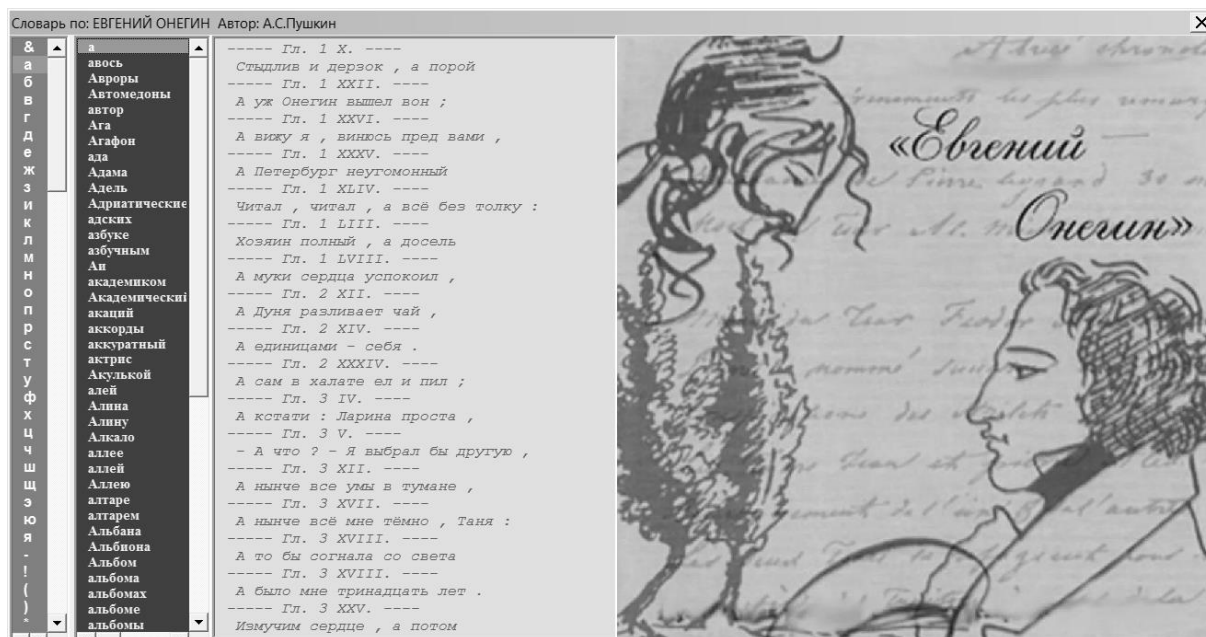 Словарь по: ЕВГЕНИЙ ОНЕГИН Автор: А.С.Пушкин
&
а
б
в
г
д
е
ж
з
и
к
л
м
н
о
п
р
с
т
у
ф
х
ц
ч
ш
щ
э
ю
я
-
!
(
)
*
а
авось
Авроры
Автомедоны
автор
Ага
Агафон
ада
Адама
Адель
Адриатические
адских
азбуке
азбучным
Аи
академиком
Академический
акаций
аккорды
аккуратный
актрис
Акулькой
алей
Алина
Алину
Алкало
аллее
аллей
Аллею
алтаре
алтарем
Альбана
Альбиона
Альбом
альбома
альбомах
альбоме
альбомы
----- Гл. 1 X. ----
Стыдлив и дерзок , а порой
----- Гл. 1 XXII. ----
А уж Онегин вышел вон ;
----- Гл. 1 XXVI. ----
А вижу я , винюсь пред вами ,
----- Гл. 1 XXXV. ----
А Петербург неугомонный
----- Гл. 1 XLIV. ----
Читал , читал , а всё без толку :
----- Гл. 1 LIII. ----
Хозяин полный , а досель
----- Гл. 1 LVIII. ----
А муки сердца успокоил ,
----- Гл. 2 XII. ----
А Дуня разливает чай ,
----- Гл. 2 XIV. ----
А единицами – себя .
----- Гл. 2 XXXIV. ----
А сам в халате ел и пил ;
----- Гл. 3 IV. ----
А кстати : Ларина проста ,
----- Гл. 3 V. ----
– А что ? – Я выбрал бы другую ,
----- Гл. 3 XII. ----
А нынче все умы в тумане ,
----- Гл. 3 XVII. ----
А нынче всё мне тёмно , Таня :
----- Гл. 3 XVIII. ----
А то бы согнала со света
----- Гл. 3 XVIII. ----
А было мне тринадцать лет .
----- Гл. 3 XXV. ----
Измучим сердце , а потом
«Евгений
Онегин»